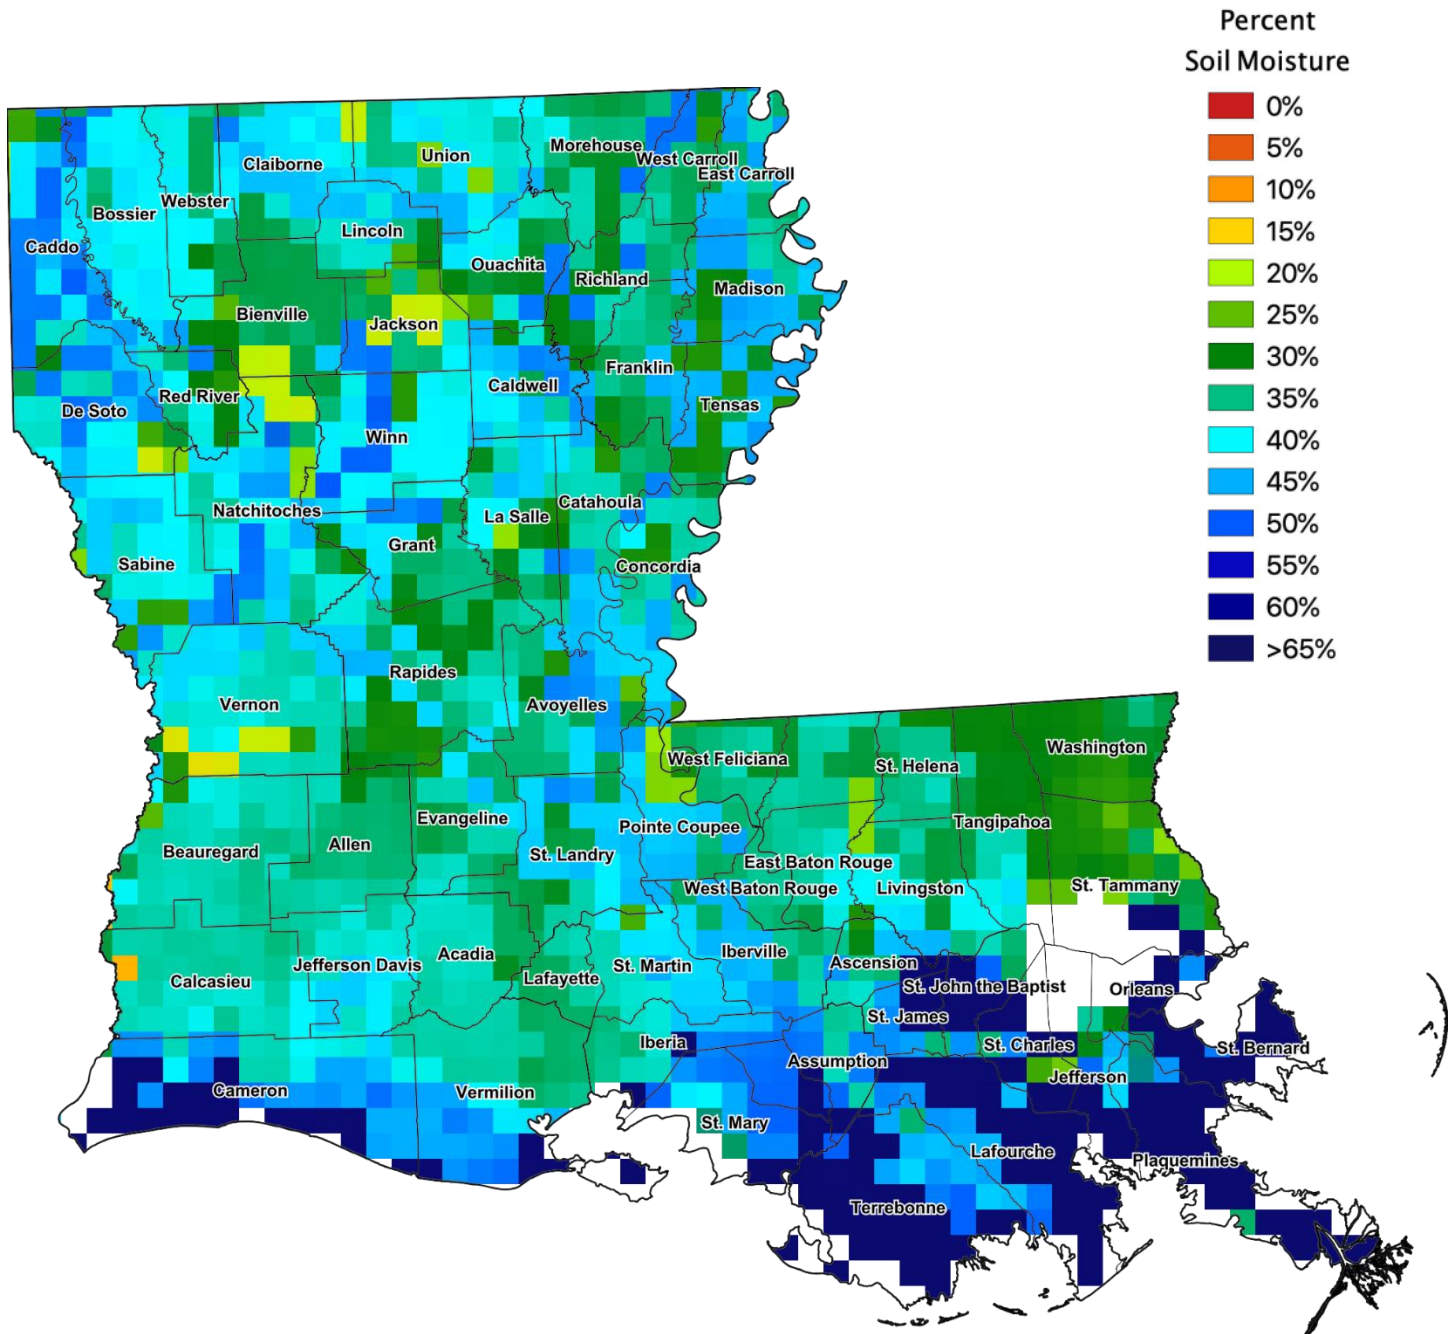 Percent
Soil Moisture
0%
5%
10%
15%
20%
25%
30%
35%
40%
45%
50%
55%
60%
>65%
Morehouse
Union
West Carroll
Claiborne
East Carroll
Webster
Bossier
Lincoln
Caddo
Ouachita
Richland
Madison
Bienville
Jackson
Franklin
Caldwell
Red River
Tensas
De Soto
Winn
Catahoula
Natchitoches
La Salle
Grant
Sabine
Concordia
Rapides
Vernon
Avoyelles
Washington
West Feliciana
St. Helena
Evangeline
Tangipahoa
Pointe Coupee
Allen
Beauregard
St. Landry
East Baton Rouge
St. Tammany
West Baton Rouge
Livingston
Iberville
Acadia
Ascension
Jefferson Davis
St. Martin
Lafayette
Calcasieu
St. John the Baptist
Orleans
St. James
Iberia
St. Charles
St. Bernard
Assumption
Jefferson
Cameron
Vermilion
St. Mary
Lafourche
Plaquemines
Terrebonne